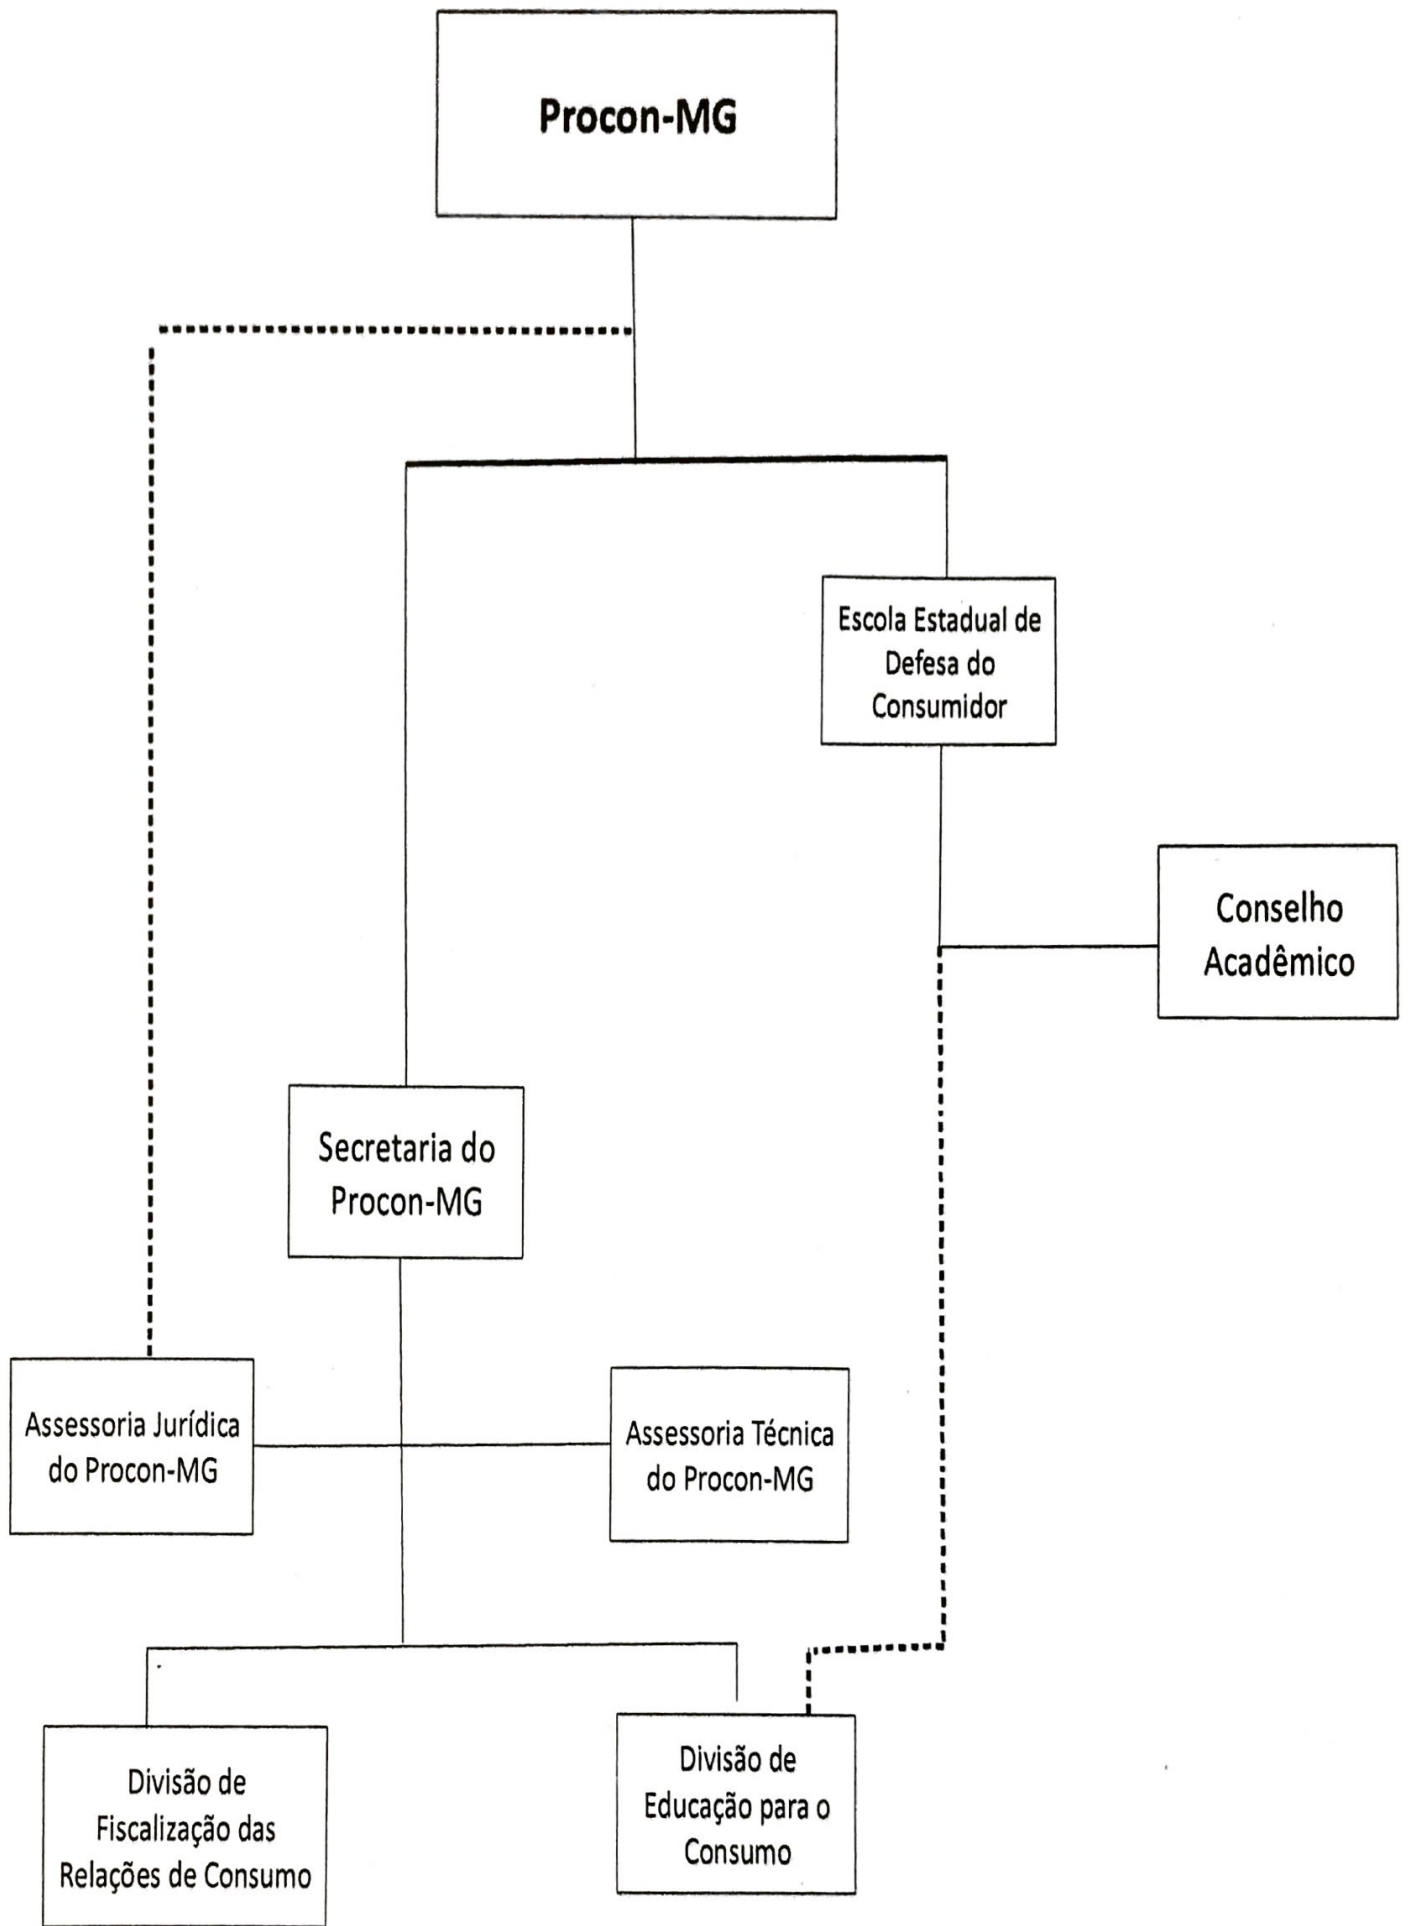 Procon-MG
Escola Estadual de
Defesa do
Consumidor
Conselho
Acadêmico
Secretaria do
Procon-MG
Assessoria Jurídica
do Procon-MG
Assessoria Técnica
do Procon-MG
Divisão de
Fiscalização das
Relações de Consumo
Divisão de
Educação para o
Consumo